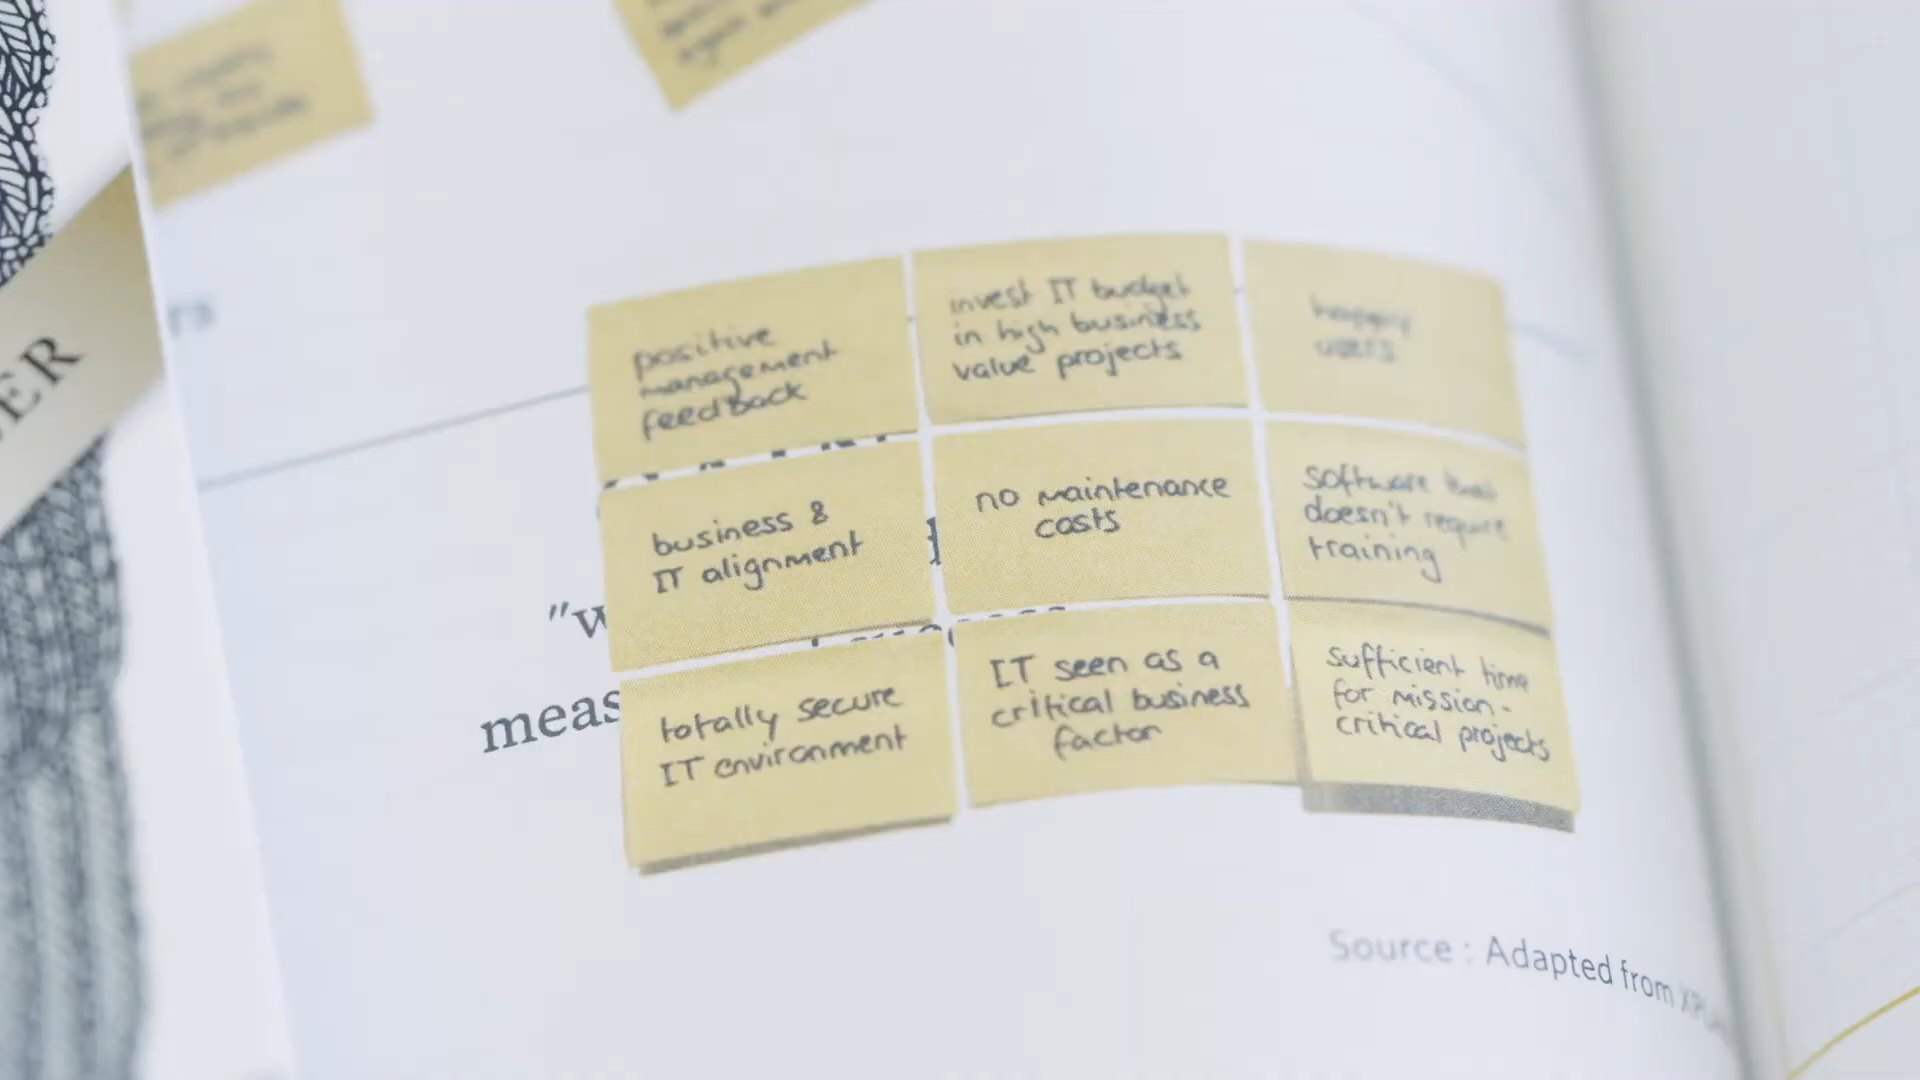 ER
positive
management
feedback
invest IT budget
in high business
value projects
happy
users
business &
IT alignment
no maintenance
costs
software that
doesn't require
training
"w
meas
totally secure
IT environment
IT seen as a
critical business
factor
sufficient time
for mission-
critical projects
Source : Adapted from